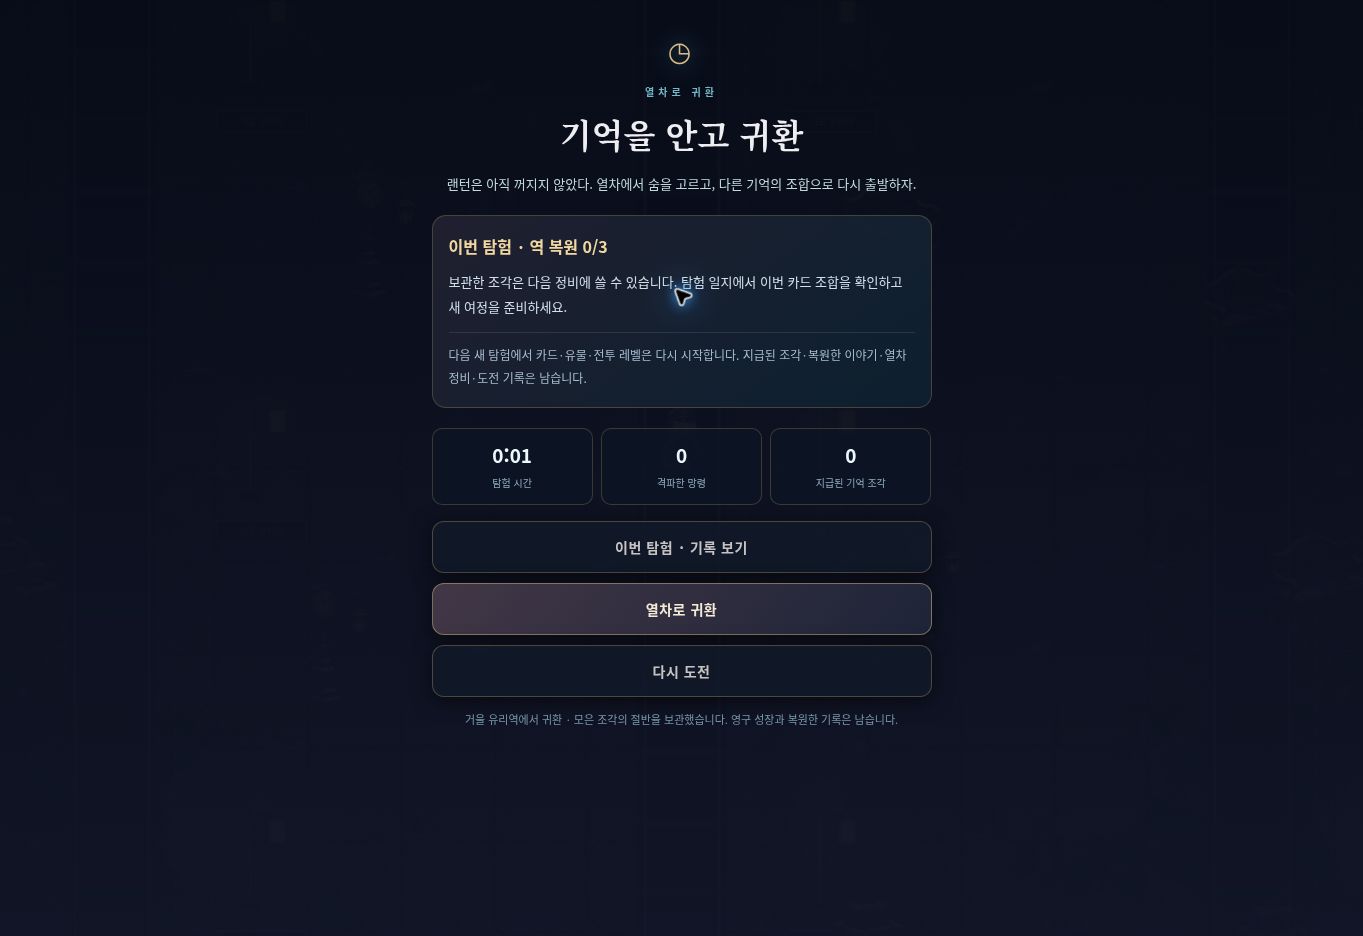 열차로 귀환
기억을 안고 귀환
랜턴은 아직 꺼지지 않았다. 열차에서 숨을 고르고, 다른 기억의 조합으로 다시 출발하자.
이번 탐험 · 역 복원 0/3
보관한 조각은 다음 정비에 쓸 수 있습니다. 탐험 일지에서 이번 카드 조합을 확인하고
새 여정을 준비하세요.
다음 새 탐험에서 카드·유물·전투 레벨은 다시 시작합니다. 지급된 조각·복원한 이야기·열차
정비·도전 기록은 남습니다.
0:01
탐험 시간
0
격파한 망령
0
지급된 기억 조각
이번 탐험 · 기록 보기
열차로 귀환
다시 도전
거울 유리역에서 귀환 · 모은 조각의 절반을 보관했습니다. 영구 성장과 복원한 기록은 남습니다.